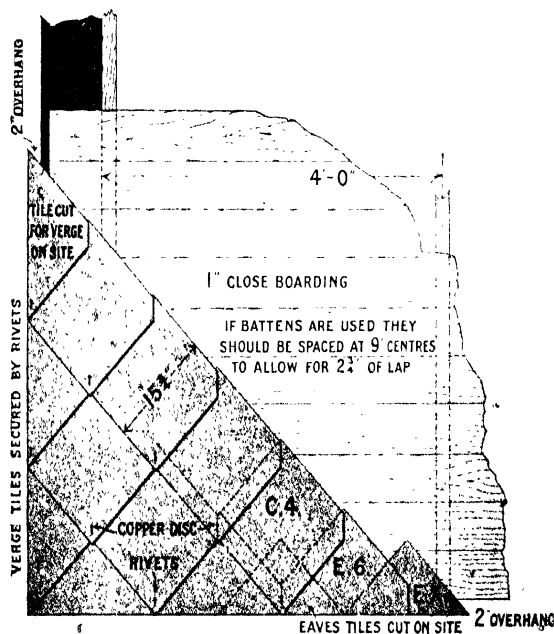 2" OVERHANG
4'-0"
TILE CUT
FOR VERGE
ON SITE
1" CLOSE BOARDING
IF BATTENS ARE USED THEY
SHOULD BE SPACED AT 9" CENTRES
TO ALLOW FOR 2¾" OF LAP
15¾"
VERGE TILES SECURED BY RIVETS
C.4.
COPPER DISC
RIVETS
E.6.
EAVES TILES CUT ON SITE
2" OVERHANG